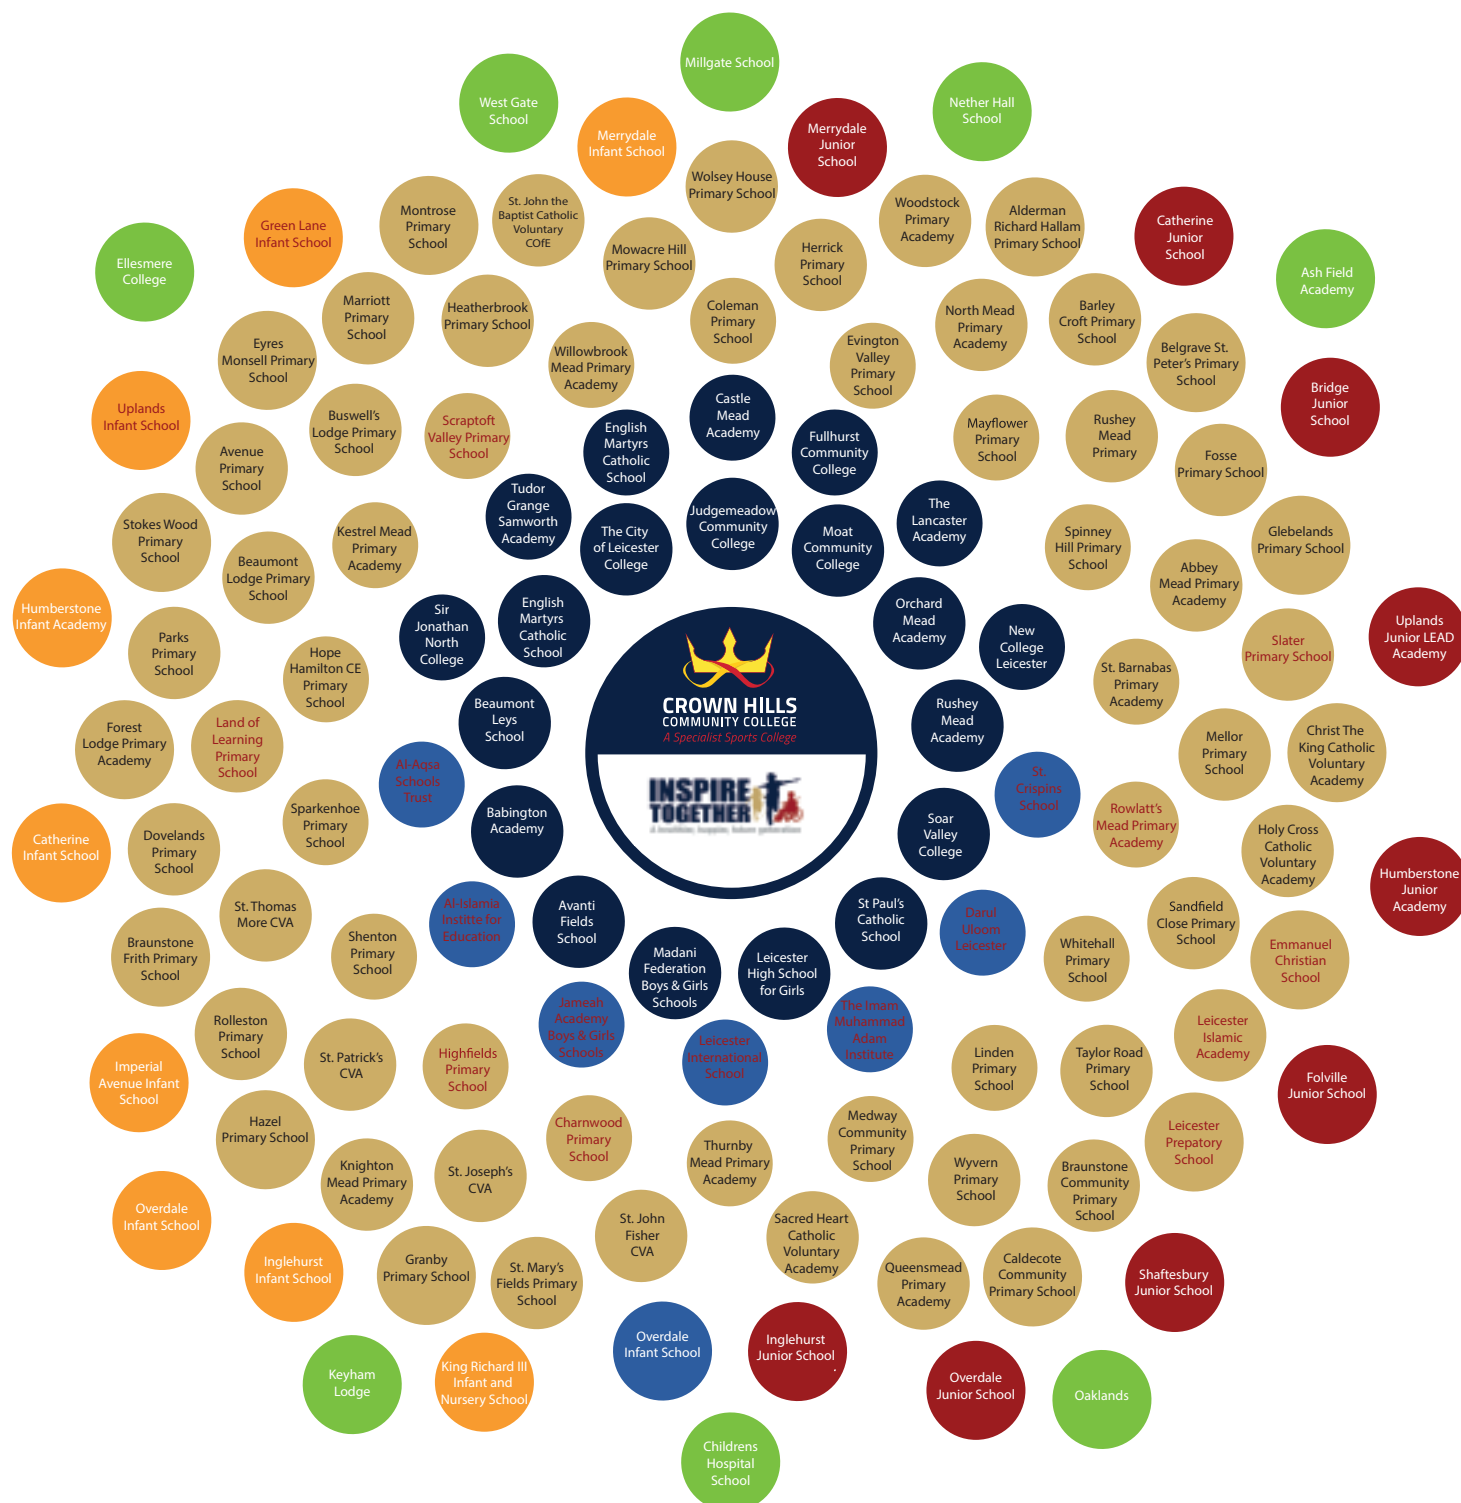 Millgate School
West Gate
School
Nether Hall
School
Merrydale
Infant School
Merrydale
Junior
School
Wolsey House
Primary School
Montrose
Primary
School
St. John the
Baptist Catholic
Voluntary
COfE
Woodstock
Primary
Academy
Alderman
Richard Hallam
Primary School
Green Lane
Infant School
Catherine
Junior
School
Ellesmere
College
Mowacre Hill
Primary School
Herrick
Primary
School
Ash Field
Academy
Marriott
Primary
School
Heatherbrook
Primary School
Coleman
Primary
School
North Mead
Primary
Academy
Barley
Croft Primary
School
Eyres
Monsell Primary
School
Willowbrook
Mead Primary
Academy
Evington
Valley
Primary
School
Belgrave St.
Peter's Primary
School
Uplands
Infant School
Bridge
Junior
School
Buswell's
Lodge Primary
School
Scraptoft
Valley Primary
School
English
Martyrs
Catholic
School
Castle
Mead
Academy
Fullhurst
Community
College
Mayflower
Primary
School
Rushey
Mead
Primary
Avenue
Primary
School
Fosse
Primary School
Tudor
Grange
Samworth
Academy
The City
of Leicester
College
Judgemeadow
Community
College
Moat
Community
College
The
Lancaster
Academy
Stokes Wood
Primary
School
Kestrel Mead
Primary
Academy
Spinney
Hill Primary
School
Glebelands
Primary School
Beaumont
Lodge Primary
School
Abbey
Mead Primary
Academy
Humberstone
Infant Academy
Sir
Jonathan
North
College
English
Martyrs
Catholic
School
Orchard
Mead
Academy
New
College
Leicester
Uplands
Junior LEAD
Academy
Parks
Primary
School
Hope
Hamilton CE
Primary
School
St. Barnabas
Primary
Academy
Slater
Primary School
CROWN HILLS
COMMUNITY COLLEGE
A Specialist Sports College
INSPIRE
TOGETHER
Beaumont
Leys
School
Rushey
Mead
Academy
Forest
Lodge Primary
Academy
Land of
Learning
Primary
School
Mellor
Primary
School
Christ The
King Catholic
Voluntary
Academy
Al-Aqsa
Schools
Trust
St.
Crispins
School
Sparkenhoe
Primary
School
Babington
Academy
Soar
Valley
College
Rowlatt's
Mead Primary
Academy
Catherine
Infant School
Dovelands
Primary
School
Holy Cross
Catholic
Voluntary
Academy
Humberstone
Junior
Academy
St. Thomas
More CVA
Al-Islamia
Institte for
Education
Avanti
Fields
School
St Paul's
Catholic
School
Darul
Uloom
Leicester
Sandfield
Close Primary
School
Braunstone
Frith Primary
School
Shenton
Primary
School
Madani
Federation
Boys & Girls
Schools
Leicester
High School
for Girls
Whitehall
Primary
School
Emmanuel
Christian
School
Rolleston
Primary
School
Jameah
Academy
Boys & Girls
Schools
Leicester
International
School
The Imam
Muhammad
Adam
Institute
Leicester
Islamic
Academy
Imperial
Avenue Infant
School
St. Patrick's
CVA
Highfields
Primary
School
Linden
Primary
School
Taylor Road
Primary
School
Folville
Junior School
Hazel
Primary School
Charnwood
Primary
School
Thurnby
Mead Primary
Academy
Medway
Community
Primary
School
Leicester
Prepatory
School
Knighton
Mead Primary
Academy
St. Joseph's
CVA
Wyvern
Primary
School
Braunstone
Community
Primary
School
Overdale
Infant School
Inglehurst
Infant School
Granby
Primary School
St. Mary's
Fields Primary
School
St. John
Fisher
CVA
Sacred Heart
Catholic
Voluntary
Academy
Queensmead
Primary
Academy
Caldecote
Community
Primary School
Shaftesbury
Junior School
Keyham
Lodge
King Richard III
Infant and
Nursery School
Overdale
Infant School
Inglehurst
Junior School
.
Overdale
Junior School
Oaklands
Childrens
Hospital
School